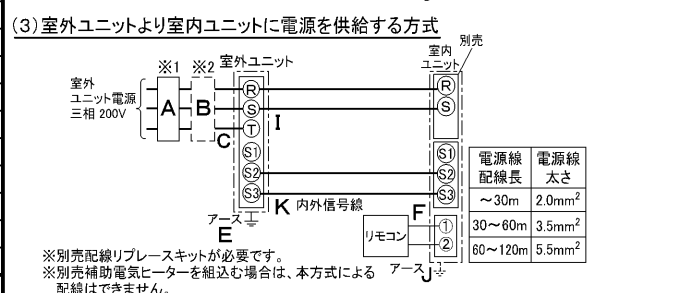 (3)室外ユニットより室内ユニットに電源を供給する方式
別売
※1 ※2 室外ユニット
室内
ユニット
室外
ユニット電源
三相 200V
A B C
R
S
T
S1
S2
S3
I
R
S
S1
S2
S3
K 内外信号線
アース
E
F
リモコン
①
②
アース J
電源線
配線長
電源線
太さ
～30m 2.0mm²
30～60m 3.5mm²
60～120m 5.5mm²
※別売配線リプレースキットが必要です。
※別売補助電気ヒーターを組込む場合は、本方式による
配線はできません。